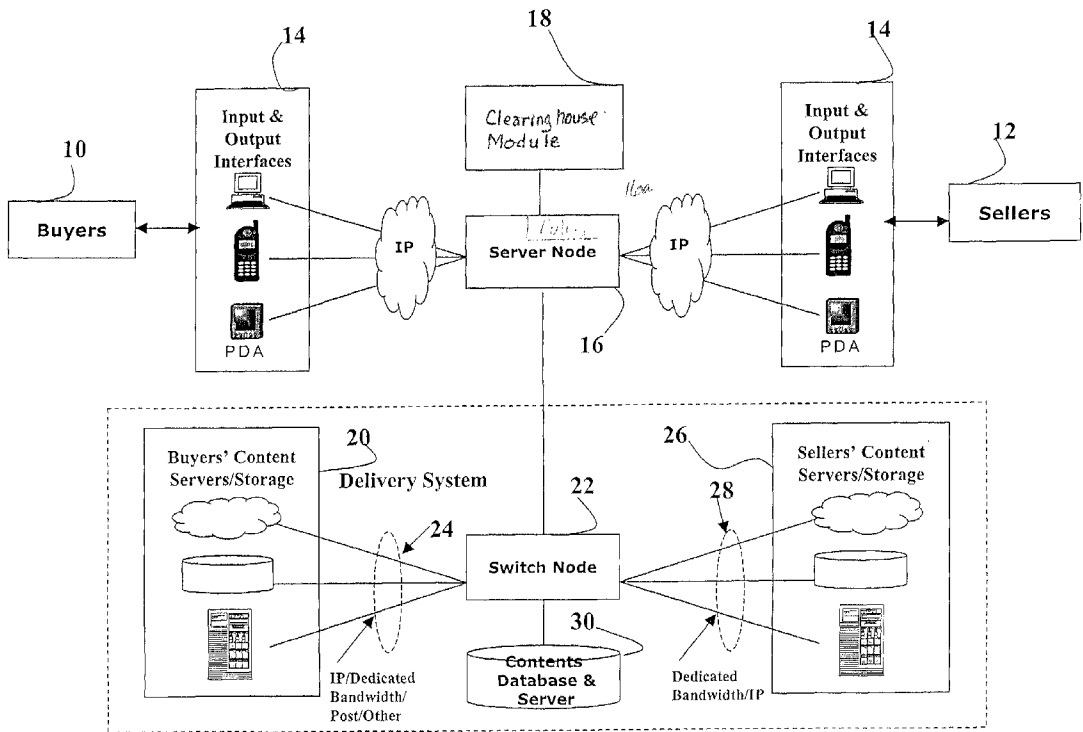 14
18
14
Input &
Output
Interfaces
Clearinghouse
Module
Input &
Output
Interfaces
10
12
16a
Buyers
IP
Server Node
IP
Sellers
16
PDA
PDA
20
26
Buyers' Content
Servers/Storage
Delivery System
Sellers' Content
Servers/Storage
22
28
24
Switch Node
30
Contents
Database &
Server
IP/Dedicated
Bandwidth/
Post/Other
Dedicated
Bandwidth/IP